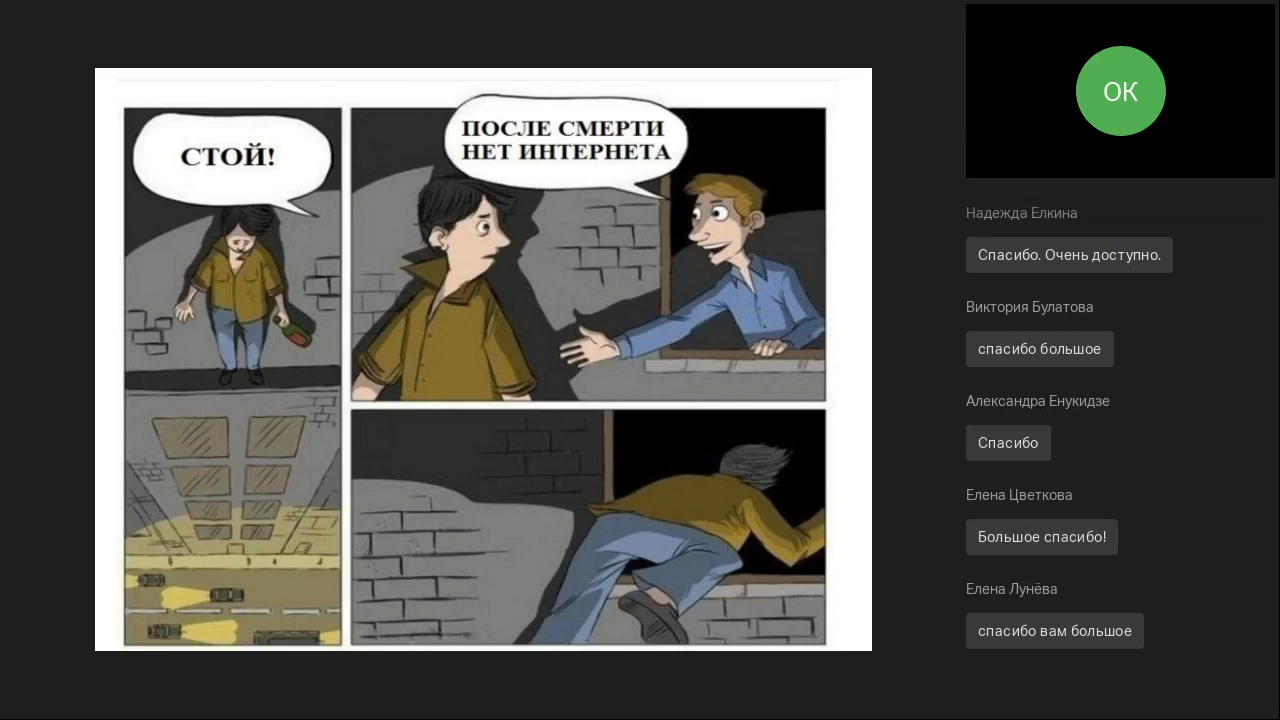 СТОЙ!
ПОСЛЕ СМЕРТИ
НЕТ ИНТЕРНЕТА
ОК
Надежда Елкина
Спасибо. Очень доступно.
Виктория Булатова
спасибо большое
Александра Енукидзе
Спасибо
Елена Цветкова
Большое спасибо!
Елена Лунёва
спасибо вам большое